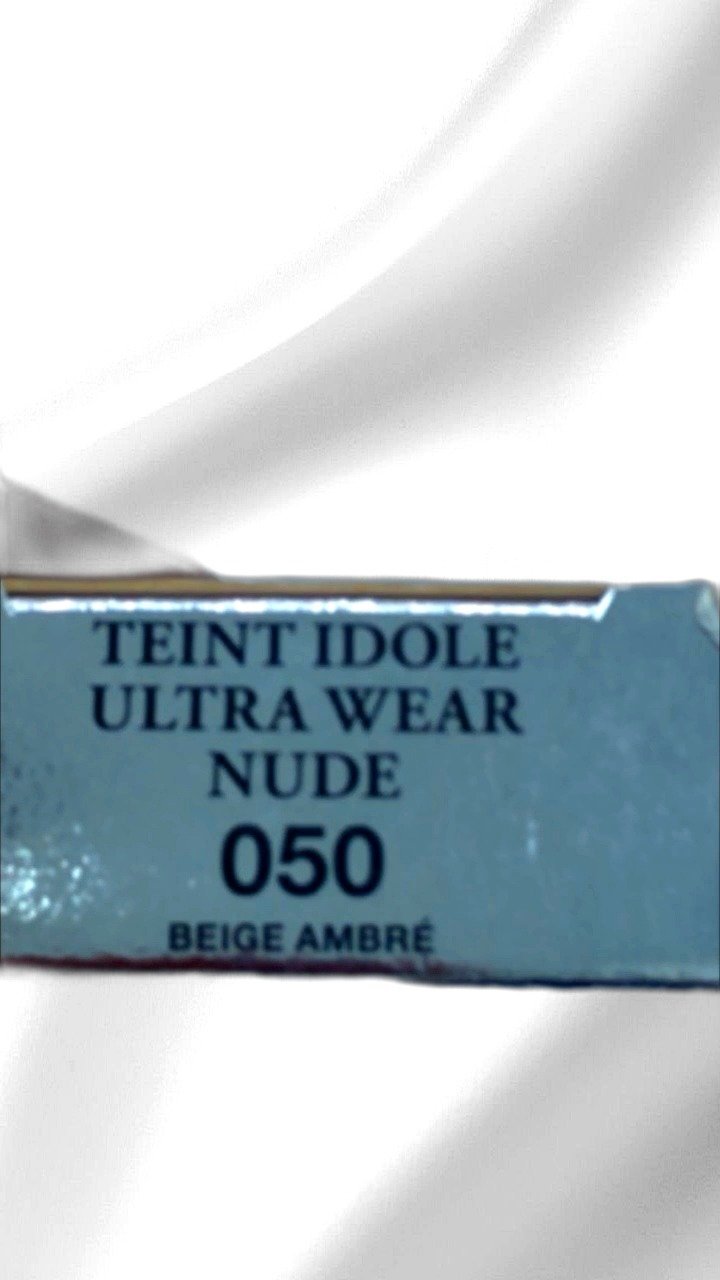 TEINT IDOLE
ULTRA WEAR
NUDE
050
BEIGE AMBRÉ